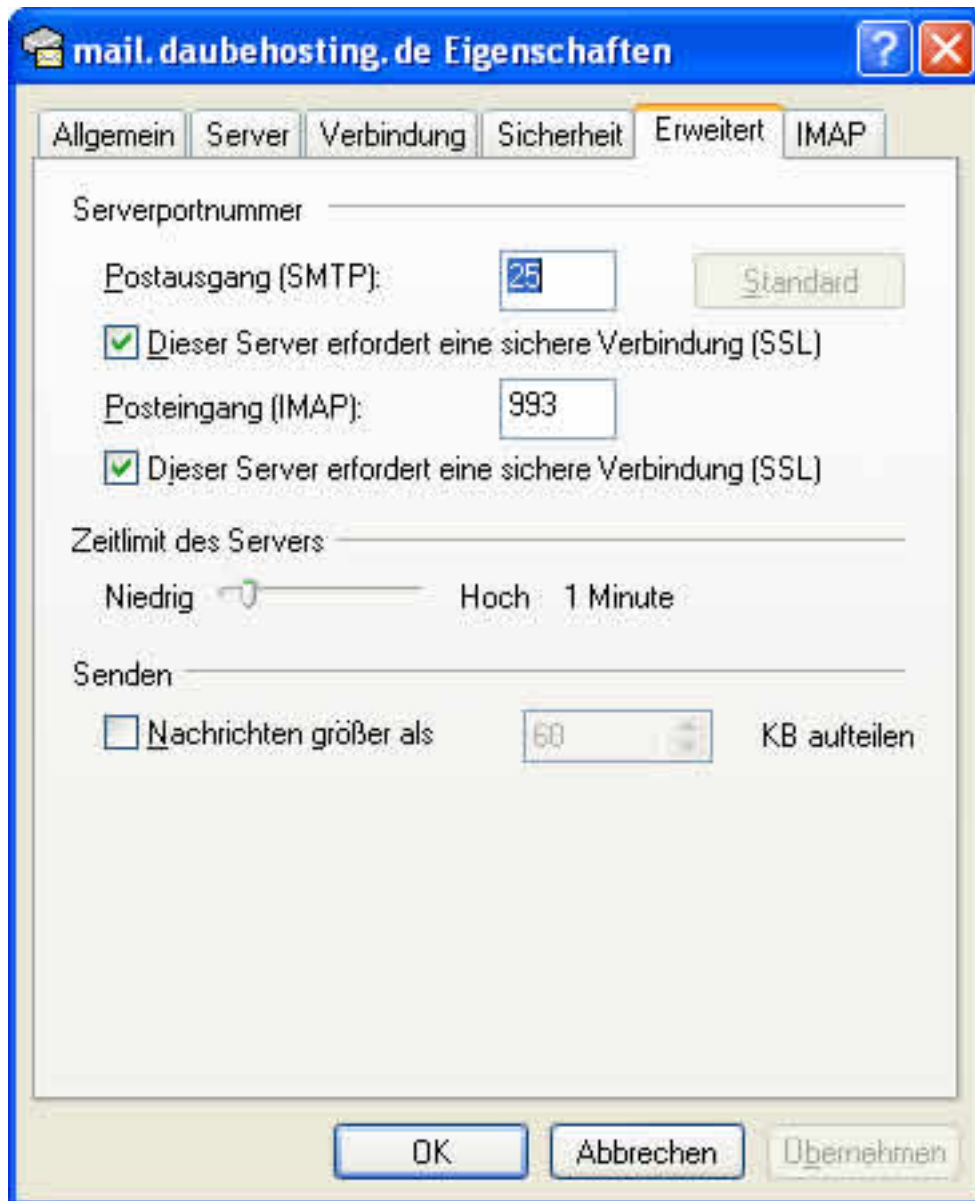 mail.daubehosting.de Eigenschaften
Allgemein Server Verbindung Sicherheit Erweitert IMAP
Serverportnummer
Postausgang (SMTP): 25 Standard
Dieser Server erfordert eine sichere Verbindung (SSL)
Posteingang (IMAP): 993
Dieser Server erfordert eine sichere Verbindung (SSL)
Zeitlimit des Servers
Niedrig Hoch 1 Minute
Senden
Nachrichten größer als 60 KB aufteilen
OK Abbrechen Übernehmen